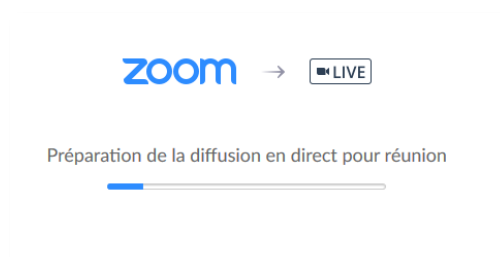 zoom → LIVE
Préparation de la diffusion en direct pour réunion